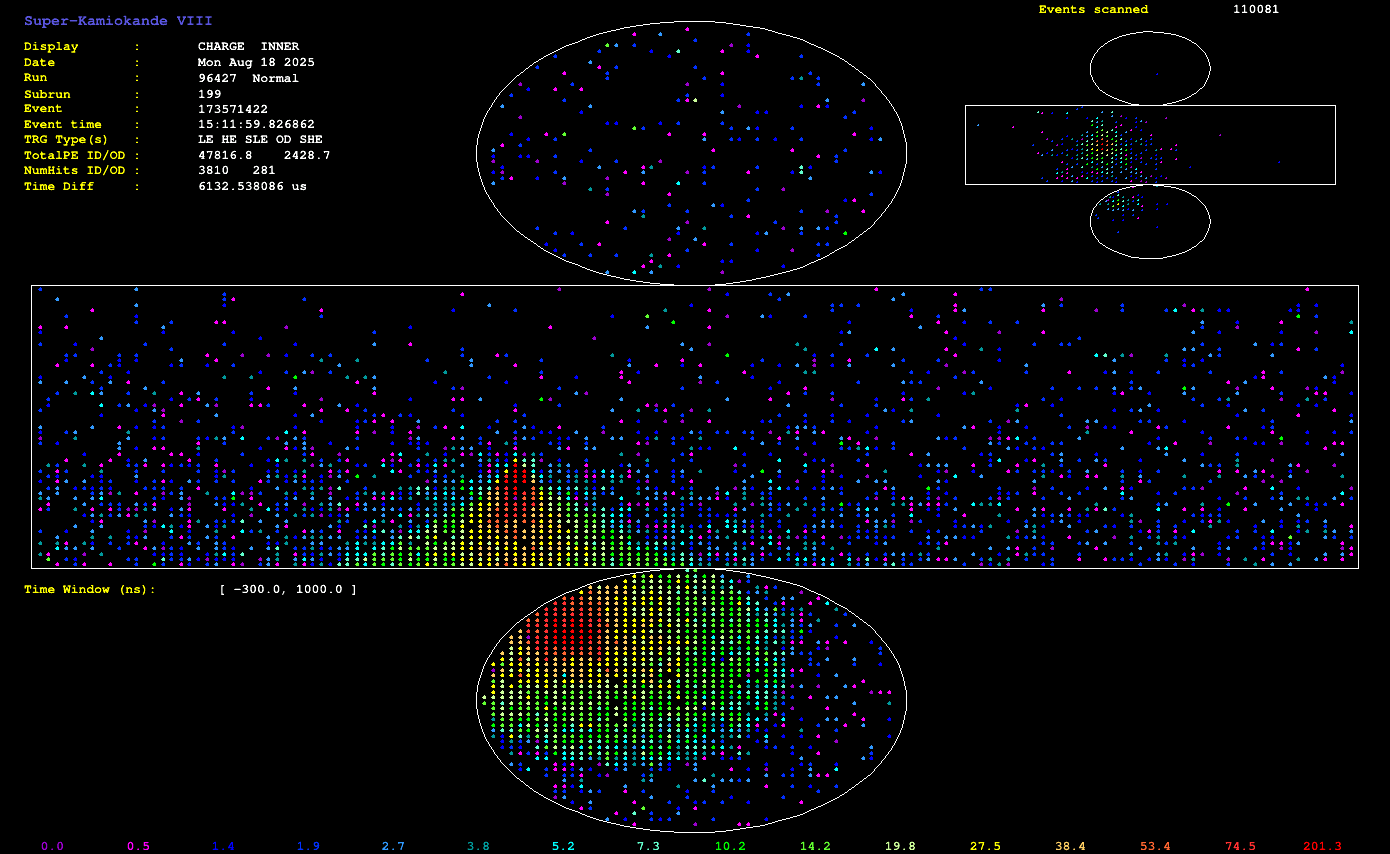 Super-Kamiokande VIII
Events scanned 110081
Display : CHARGE INNER
Date : Mon Aug 18 2025
Run : 96427 Normal
Subrun : 199
Event : 173571422
Event time : 15:11:59.826862
TRG Type(s) : LE HE SLE OD SHE
TotalPE ID/OD : 47816.8 2428.7
NumHits ID/OD : 3810 281
Time Diff : 6132.538086 us
Time Window (ns): [ -300.0, 1000.0 ]
0.0 0.5 1.4 1.9 2.7 3.8 5.2 7.3 10.2 14.2 19.8 27.5 38.4 53.4 74.5 201.3